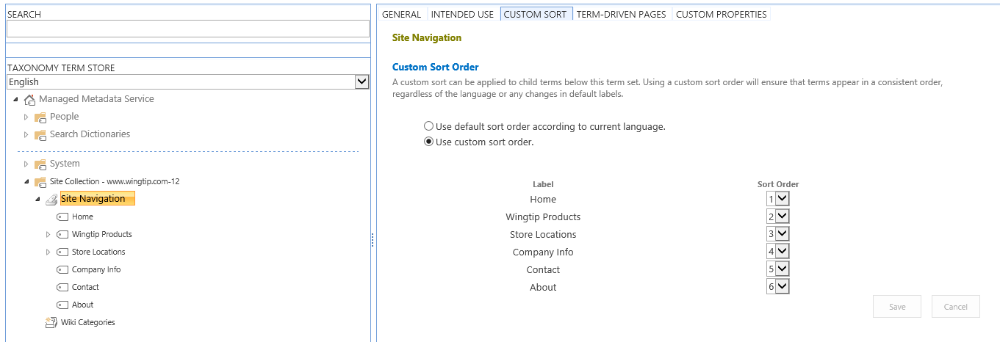 SEARCH
TAXONOMY TERM STORE
English
Managed Metadata Service
People
Search Dictionaries
System
Site Collection - www.wingtip.com-12
Site Navigation
Home
Wingtip Products
Store Locations
Company Info
Contact
About
Wiki Categories
GENERAL INTENDED USE CUSTOM SORT TERM-DRIVEN PAGES CUSTOM PROPERTIES
Site Navigation
Custom Sort Order
A custom sort can be applied to child terms below this term set. Using a custom sort order will ensure that terms appear in a consistent order,
regardless of the language or any changes in default labels.
Use default sort order according to current language.
Use custom sort order.
Label Sort Order
Home 1
Wingtip Products 2
Store Locations 3
Company Info 4
Contact 5
About 6
Save Cancel